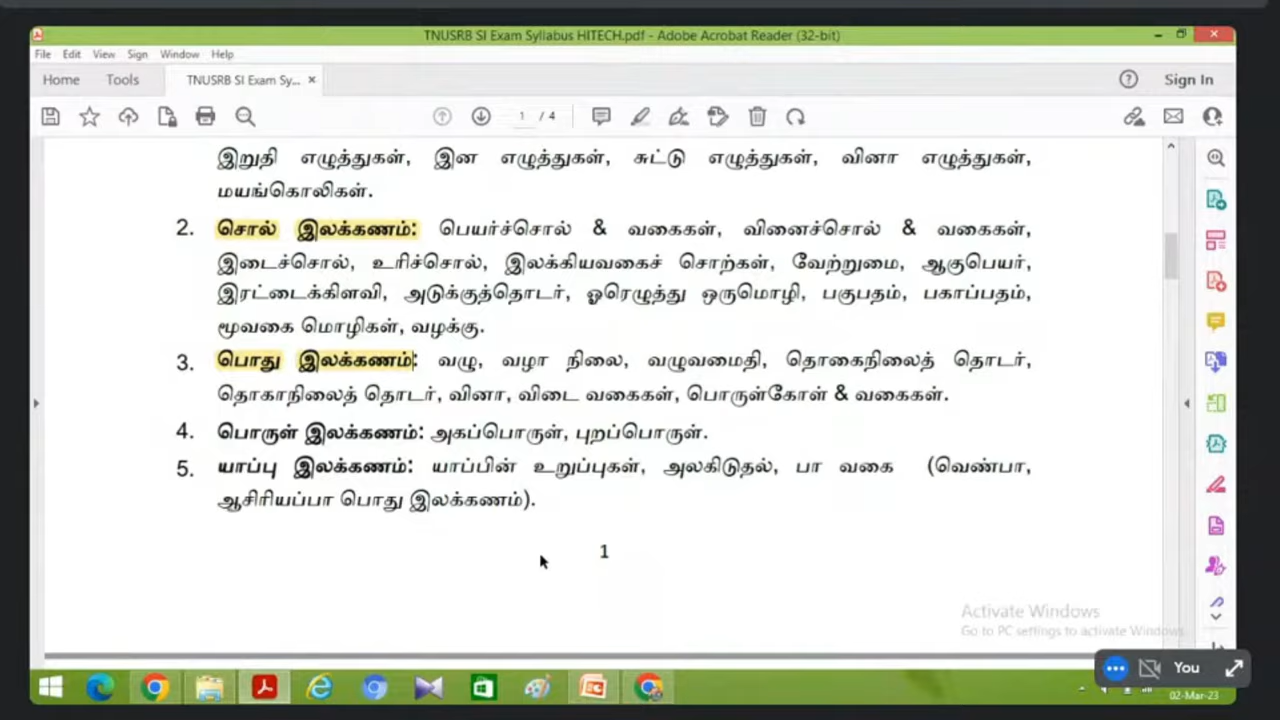 TNUSRB SI Exam Syllabus HITECH.pdf - Adobe Acrobat Reader (32-bit)
File Edit View Sign Window Help
Home Tools TNUSRB SI Exam Sy... × Sign In
1 / 4
இறுதி எழுத்துகள், இன எழுத்துகள், சுட்டு எழுத்துகள், வினா எழுத்துகள்,
மயங்கொலிகள்.
2. சொல் இலக்கணம்: பெயர்ச்சொல் & வகைகள், வினைச்சொல் & வகைகள்,
இடைச்சொல், உரிச்சொல், இலக்கியவகைச் சொற்கள், வேற்றுமை, ஆகுபெயர்,
இரட்டைக்கிளவி, அடுக்குத்தொடர், ஓரெழுத்து ஒருமொழி, பகுபதம், பகாப்பதம்,
மூவகை மொழிகள், வழக்கு.
3. பொது இலக்கணம்: வழு, வழா நிலை, வழுவமைதி, தொகைநிலைத் தொடர்,
தொகாநிலைத் தொடர், வினா, விடை வகைகள், பொருள்கோள் & வகைகள்.
4. பொருள் இலக்கணம்: அகப்பொருள், புறப்பொருள்.
5. யாப்பு இலக்கணம்: யாப்பின் உறுப்புகள், அலகிடுதல், பா வகை (வெண்பா,
ஆசிரியப்பா பொது இலக்கணம்).
1
Activate Windows
Go to PC settings to activate Windows
You
02-Mar-23